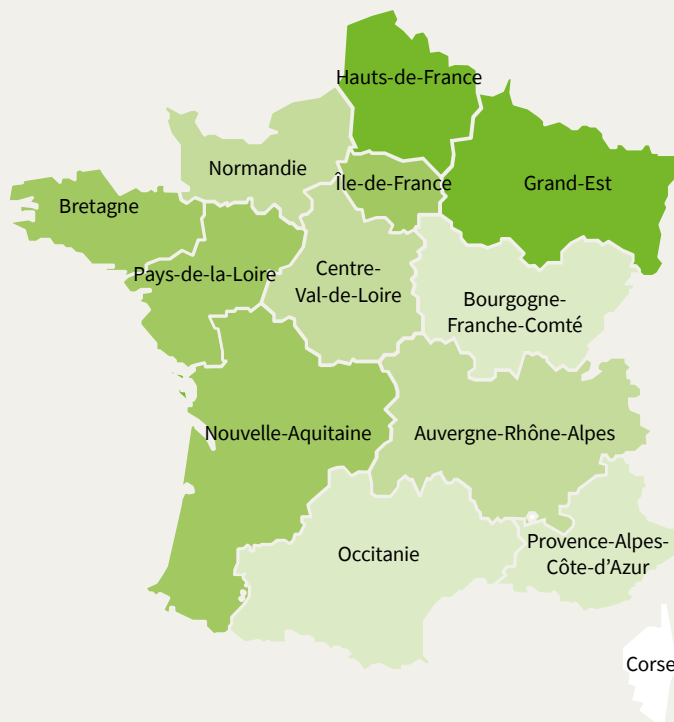 Hauts-de-France
Normandie
Île-de-France
Grand-Est
Bretagne
Pays-de-la-Loire
Centre-
Val-de-Loire
Bourgogne-
Franche-Comté
Nouvelle-Aquitaine
Auvergne-Rhône-Alpes
Occitanie
Provence-Alpes-
Côte-d’Azur
Corse